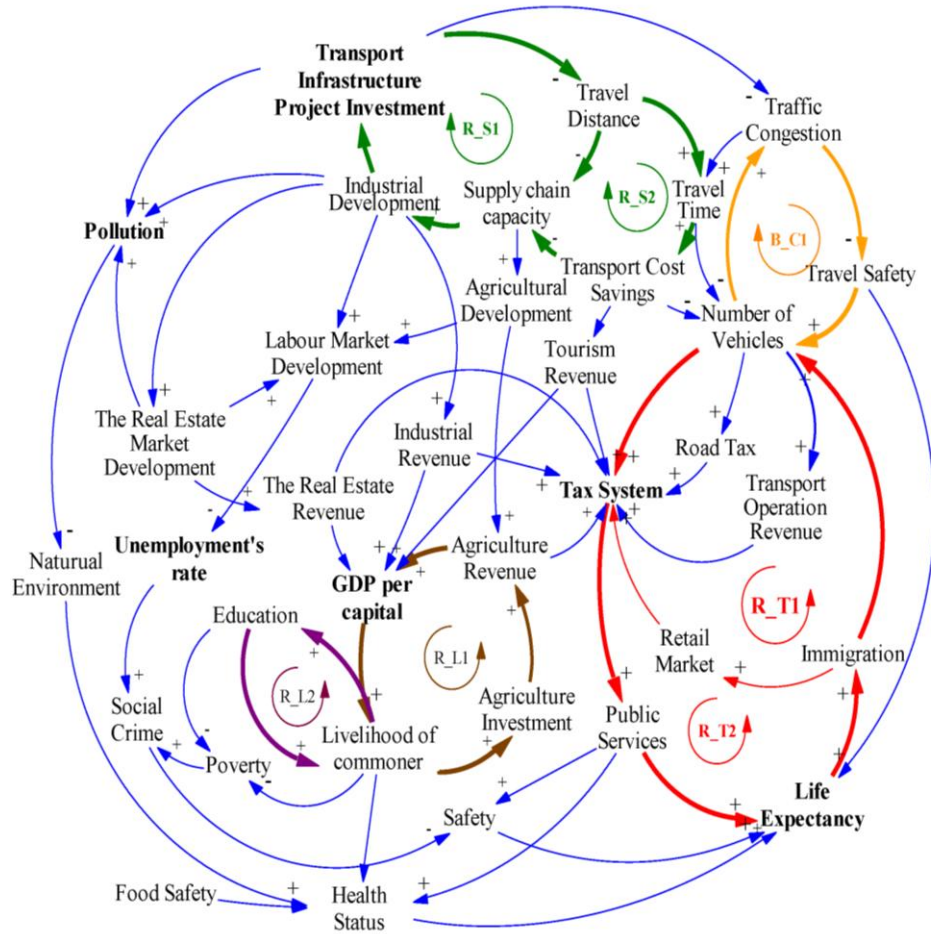 Transport
Infrastructure
Project Investment
R_S1
Travel
Distance
Traffic
Congestion
Industrial
Development
Supply chain
capacity
R_S2
Travel
Time
B_C1
Pollution
Travel Safety
Transport Cost
Savings
Agricultural
Development
Number of
Vehicles
Labour Market
Development
Tourism
Revenue
The Real Estate
Market
Development
Industrial
Revenue
Road Tax
The Real Estate
Revenue
Tax System
Transport
Operation
Revenue
Naturual
Environment
Unemployment's
rate
GDP per
capital
Agriculture
Revenue
Education
R_L1
R_T1
Retail
Market
Immigration
R_L2
Social
Crime
Agriculture
Investment
Public
Services
R_T2
Livelihood of
commoner
Poverty
Safety
Life
Expectancy
Food Safety
Health
Status